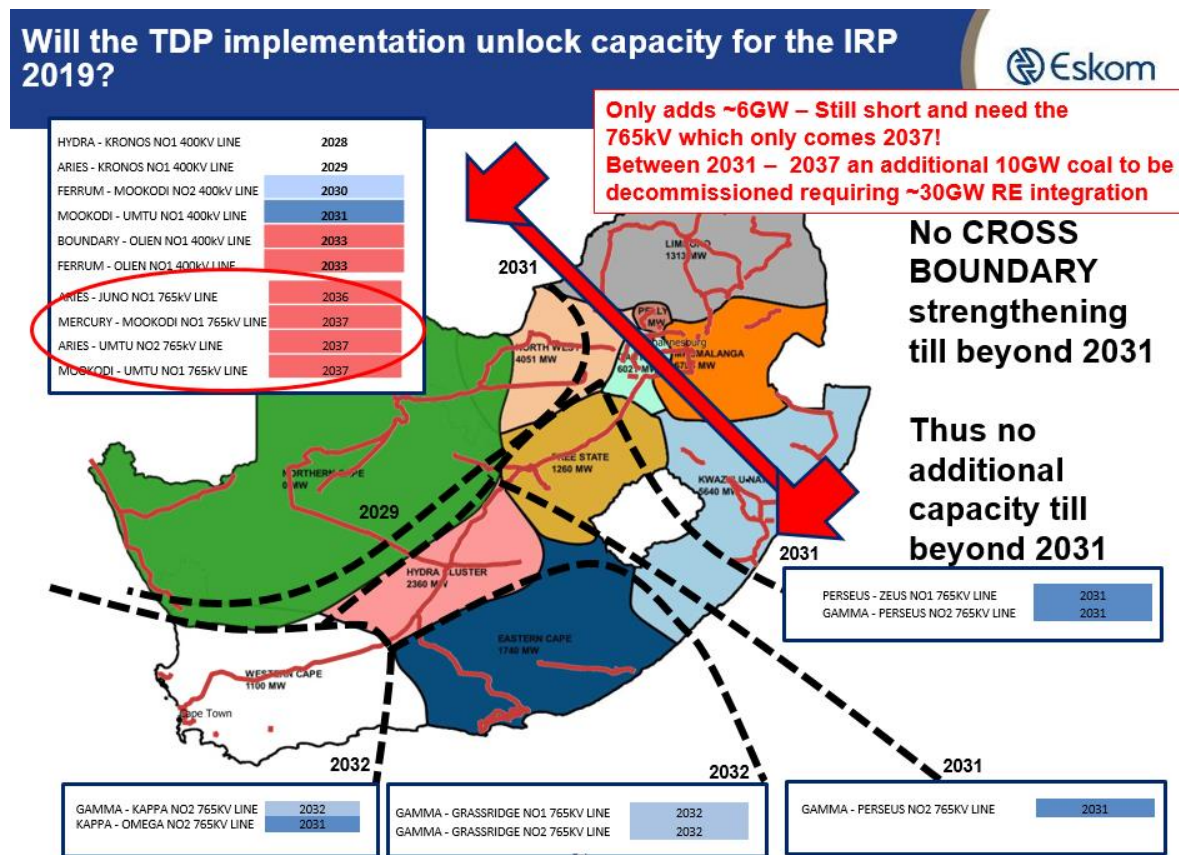 Will the TDP implementation unlock capacity for the IRP
2019?
Eskom
Only adds ~6GW – Still short and need the
765kV which only comes 2037!
Between 2031 – 2037 an additional 10GW coal to be
decommissioned requiring ~30GW RE integration
HYDRA - KRONOS NO1 400KV LINE 2028
ARIES - KRONOS NO1 400KV LINE 2029
FERRUM - MOOKODI NO2 400kV LINE 2030
MOOKODI - UMTU NO1 400kV LINE 2031
BOUNDARY - OLIEN NO1 400kV LINE 2033
FERRUM - OLIEN NO1 400kV LINE 2033
ARIES - JUNO NO1 765kV LINE 2036
MERCURY - MOOKODI NO1 765kV LINE 2037
ARIES - UMTU NO2 765kV LINE 2037
MOOKODI - UMTU NO1 765kV LINE 2037
No CROSS
BOUNDARY
strengthening
till beyond 2031
Thus no
additional
capacity till
beyond 2031
2031
1313 MW
MW
NORTH WEST
4051 MW
FREE STATE
1260 MW
5640 MW
NORTHERN CAPE
0 MW
2029
HYDRA CLUSTER
2360 MW
EASTERN CAPE
1740 MW
WESTERN CAPE
1100 MW
Cape Town
2031
PERSEUS - ZEUS NO1 765KV LINE 2031
GAMMA - PERSEUS NO2 765KV LINE 2031
2032
2032
2031
GAMMA - KAPPA NO2 765KV LINE 2032
KAPPA - OMEGA NO2 765KV LINE 2031
GAMMA - GRASSRIDGE NO1 765KV LINE 2032
GAMMA - GRASSRIDGE NO2 765KV LINE 2032
GAMMA - PERSEUS NO2 765KV LINE 2031